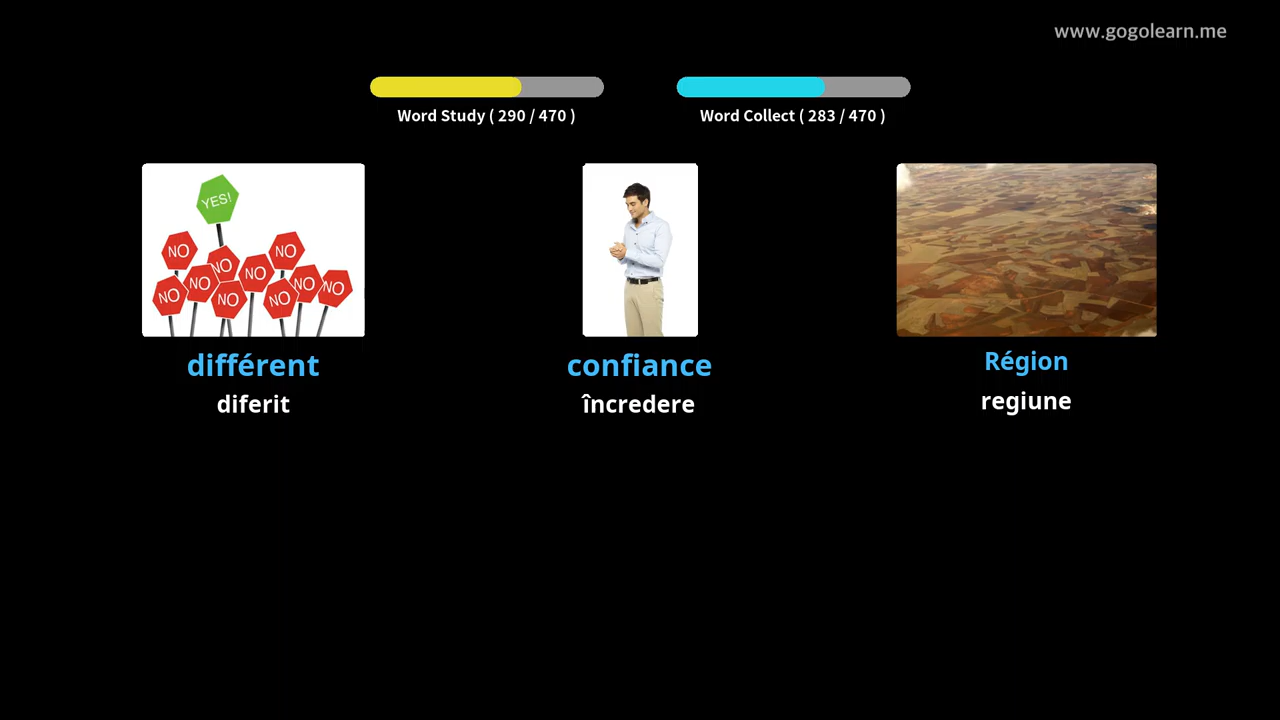 www.gogolearn.me
Word Study ( 290 / 470 )
Word Collect ( 283 / 470 )
YES!
NO
NO
NO
NO
NO
NO
NO
NO
NO
NO
différent
diferit
confiance
încredere
Région
regiune